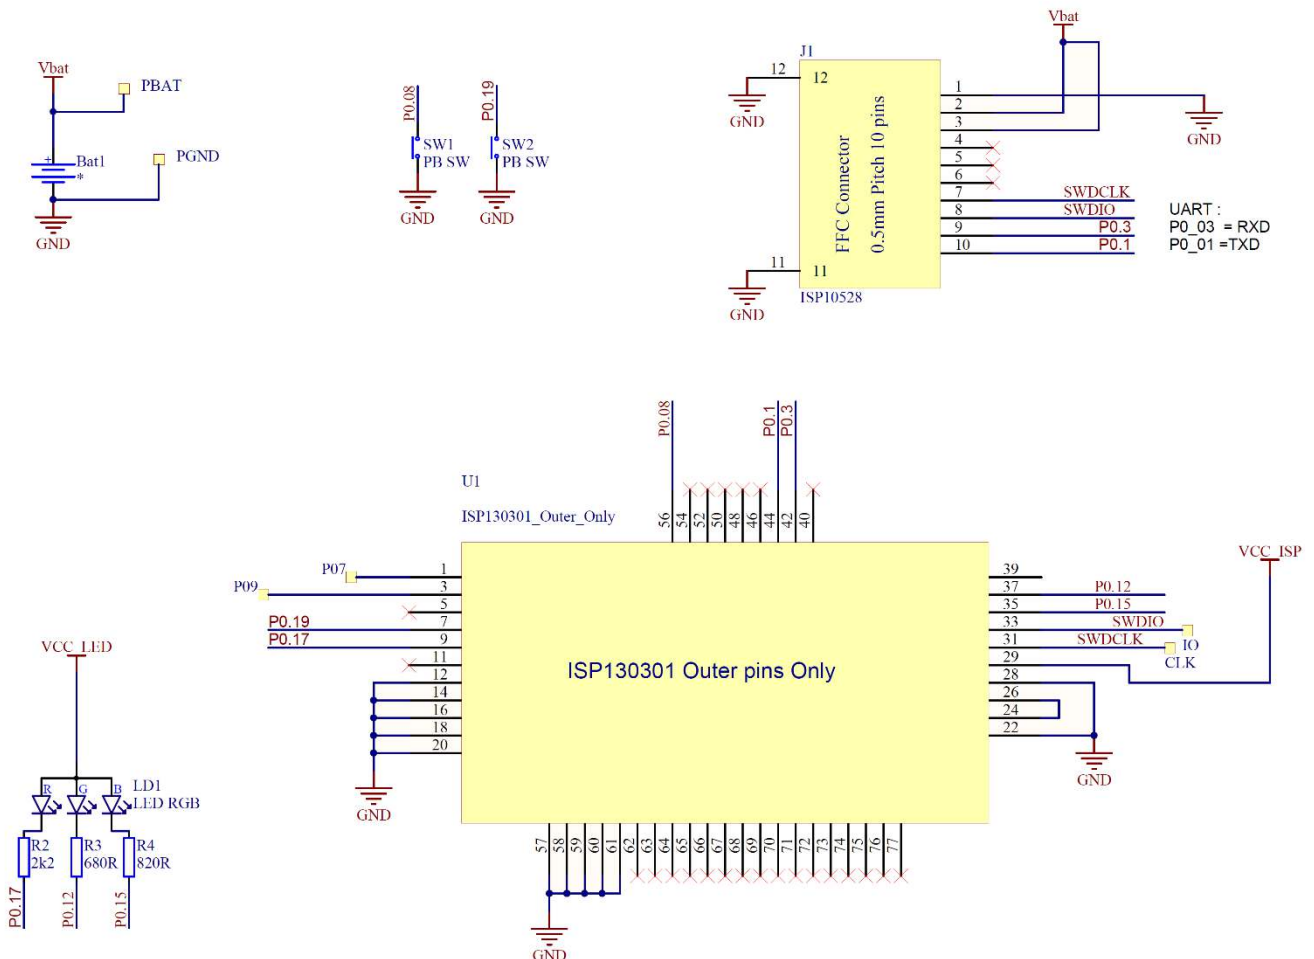 Vbat
PBAT
+
Bat1
*
PGND
GND
P0.08
SW1
PB SW
GND
P0.19
SW2
PB SW
GND
Vbat
J1
12
12
GND
FFC Connector
0.5mm Pitch 10 pins
1
2
3
4
5
6
7
8
9
10
GND
SWDCLK
SWDIO
P0.3
P0.1
UART :
P0_03 = RXD
P0_01 =TXD
11
11
GND
ISP10528
P0.08
P0.1
P0.3
U1
ISP130301_Outer_Only
56
54
52
50
48
46
44
42
40
P07
P09
P0.19
P0.17
1
3
5
7
9
11
12
14
16
18
20
GND
ISP130301 Outer pins Only
39
37
35
33
31
29
28
26
24
22
P0.12
P0.15
SWDIO
SWDCLK
IO
CLK
VCC_ISP
GND
57
58
59
60
61
62
63
64
65
66
67
68
69
70
71
72
73
74
75
76
77
GND
VCC_LED
R
G
B
LD1
LED RGB
R2
2k2
R3
680R
R4
820R
P0.17
P0.12
P0.15